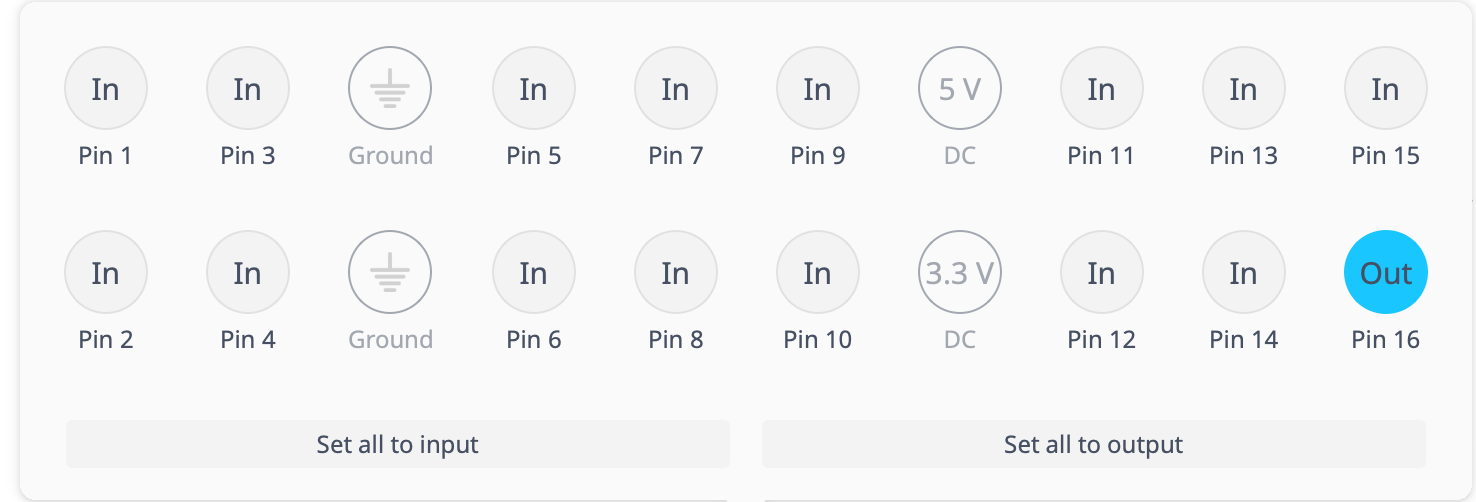 In In In In In 5 V In In In
Pin 1 Pin 3 Ground Pin 5 Pin 7 Pin 9 DC Pin 11 Pin 13 Pin 15
In In In In In 3.3 V In In Out
Pin 2 Pin 4 Ground Pin 6 Pin 8 Pin 10 DC Pin 12 Pin 14 Pin 16
Set all to input Set all to output